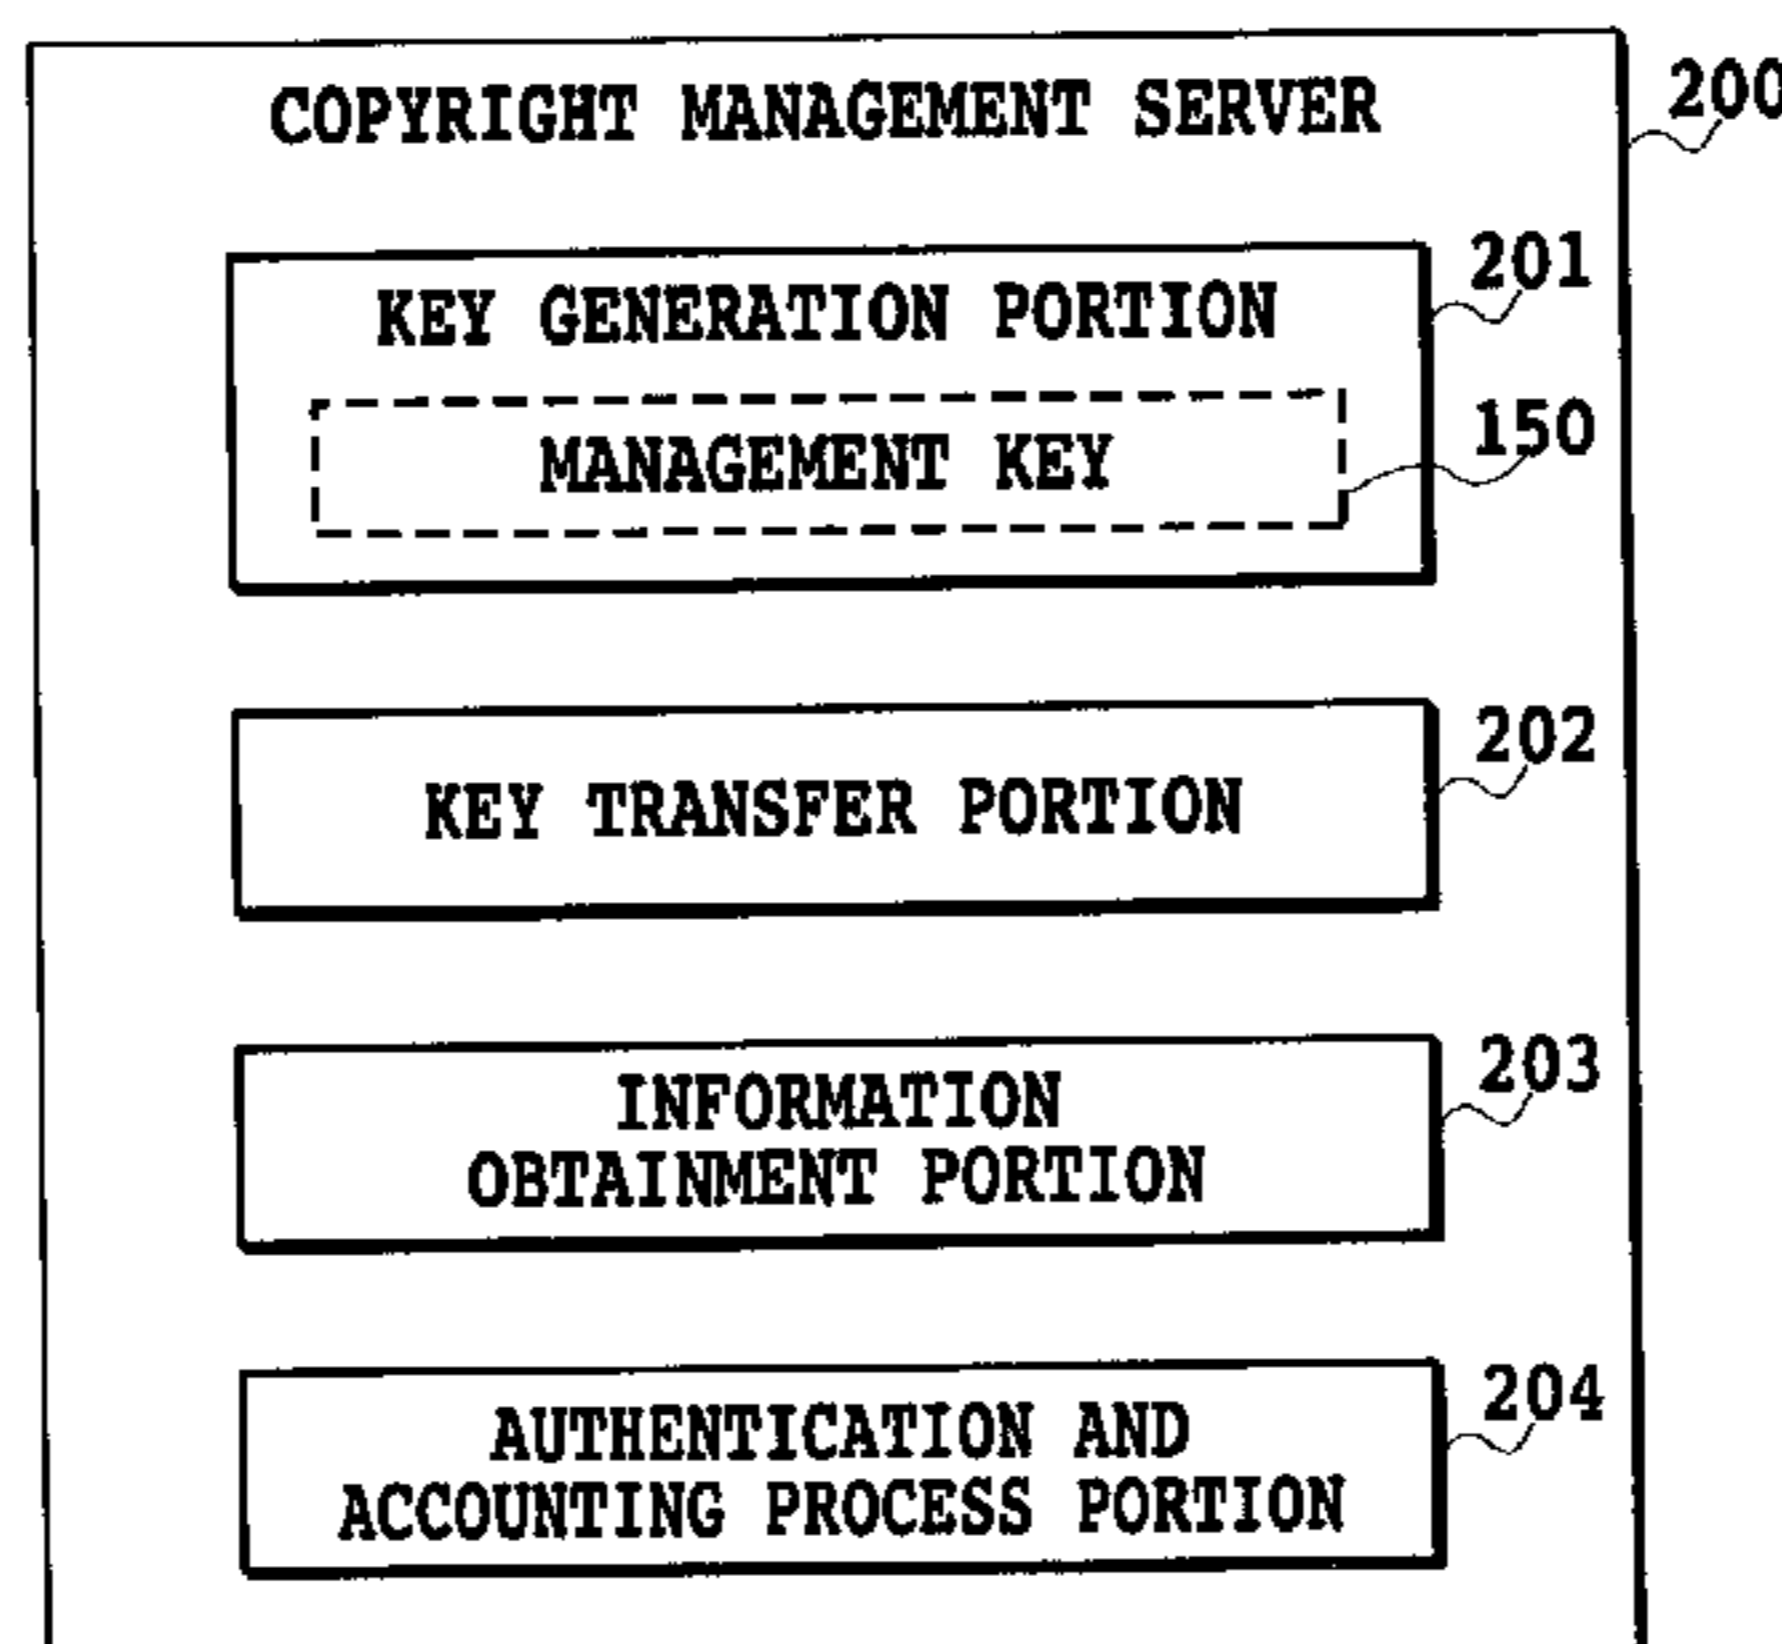 COPYRIGHT MANAGEMENT SERVER
200
KEY GENERATION PORTION
201
MANAGEMENT KEY
150
KEY TRANSFER PORTION
202
INFORMATION
OBTAINMENT PORTION
203
AUTHENTICATION AND
ACCOUNTING PROCESS PORTION
204